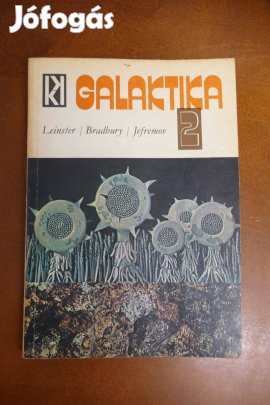 Jófogás
GALAKTIKA
Leinster / Bradbury / Jefremov
2